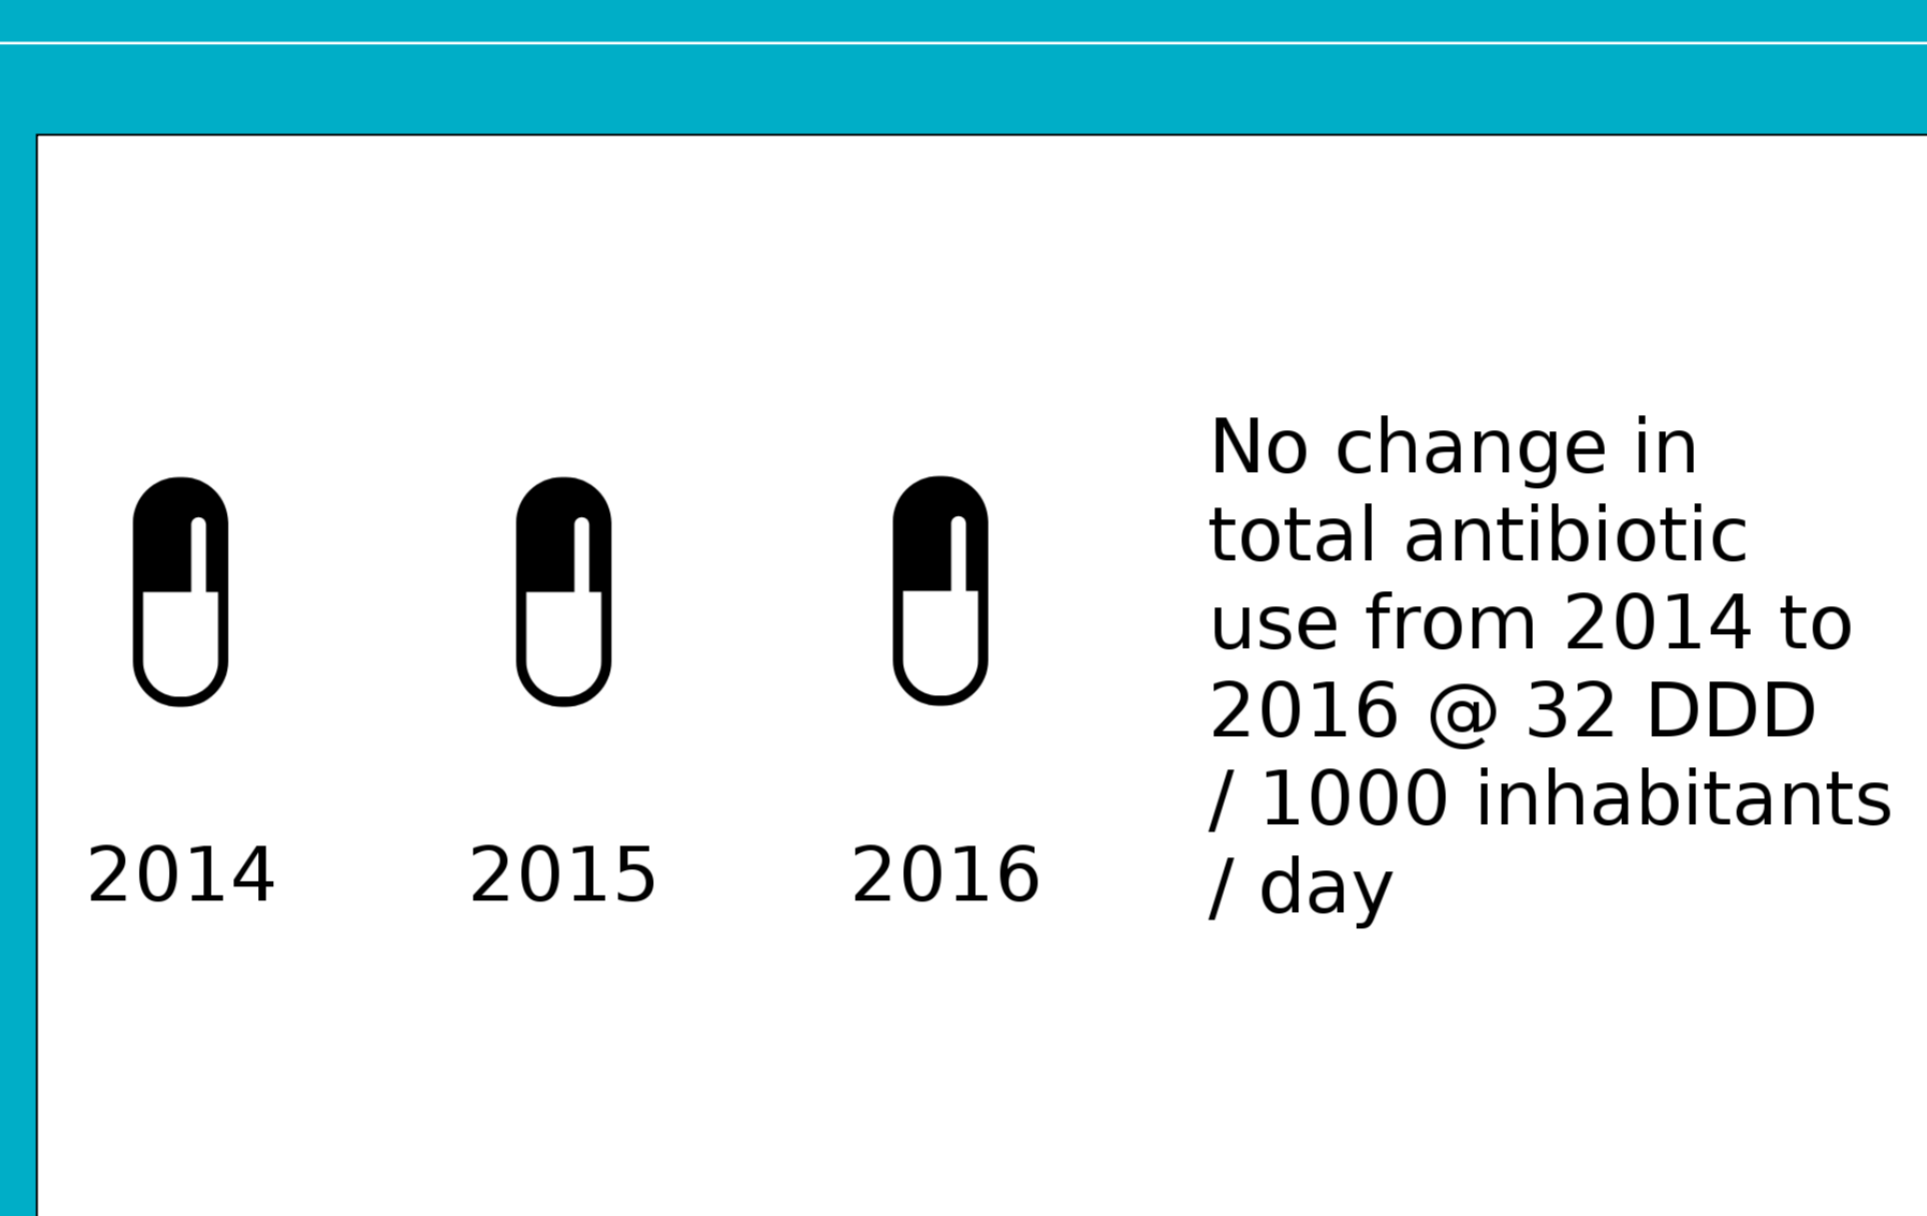 No change in
total antibiotic
use from 2014 to
2016 @ 32 DDD
/ 1000 inhabitants
/ day
2014 2015 2016